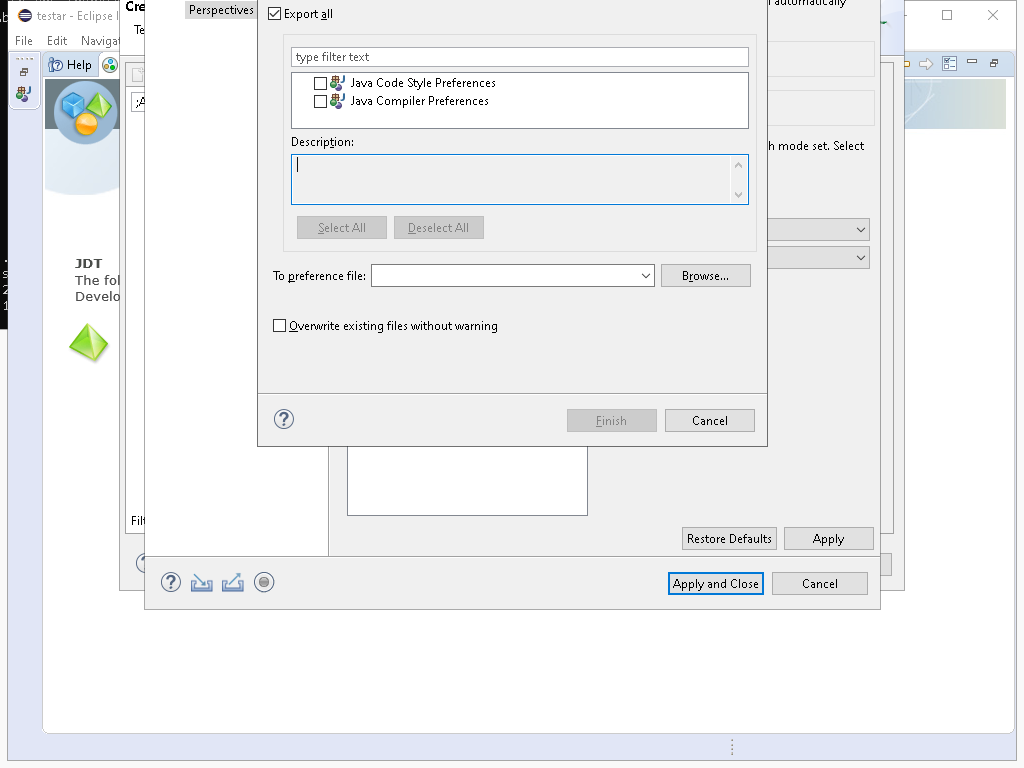 testar - Eclipse I
File Edit Navigat
Help
Cre
Te
;A
JDT
The fol
Develo
Filt
Perspectives
l automatically
h mode set. Select
Export all
type filter text
Java Code Style Preferences
Java Compiler Preferences
Description:
Select All Deselect All
To preference file: Browse...
Overwrite existing files without warning
Finish Cancel
Restore Defaults Apply
Apply and Close Cancel